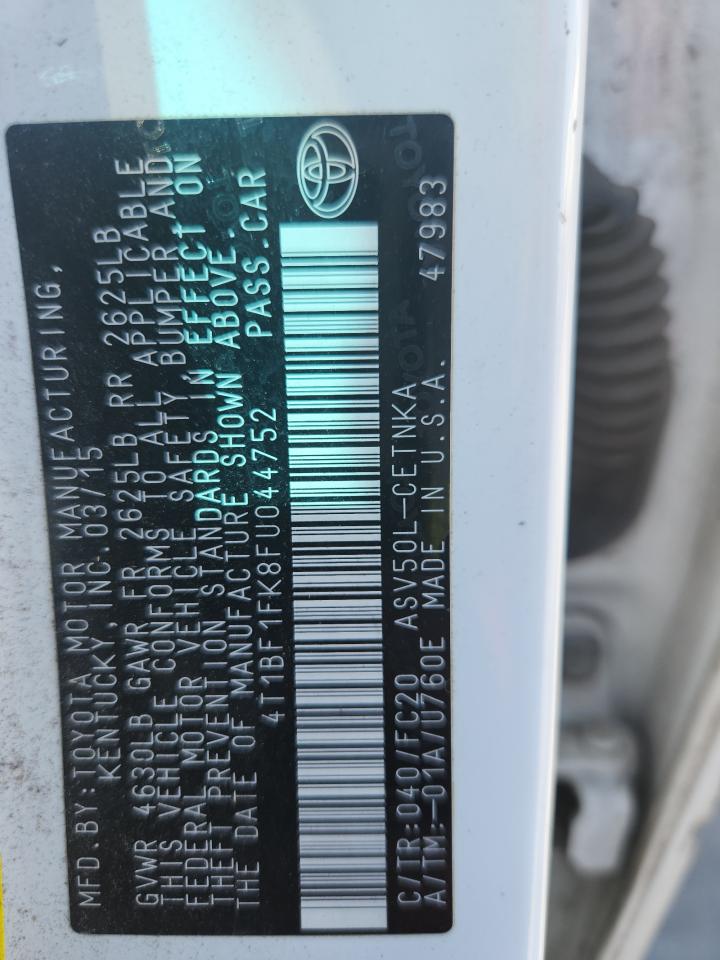 MFD.BY:TOYOTA MOTOR MANUFACTURING,
KENTUCKY, INC.03/15
GVWR 4630LB GAWR FR 2625LB RR 2625LB
THIS VEHICLE CONFORMS TO ALL APPLICABLE
FEDERAL MOTOR VEHICLE SAFETY,BUMPER AND
THEFT PREVENTION STANDARDS IN EFFECT ON
THE DATE OF MANUFACTURE SHOWN ABOVE.
4T1BF1FK8FU044752 PASS.CAR
C/TR:040/FC20 ASV50L-CETNKA
A/TM:-01A/U760E MADE IN U.S.A. 47983